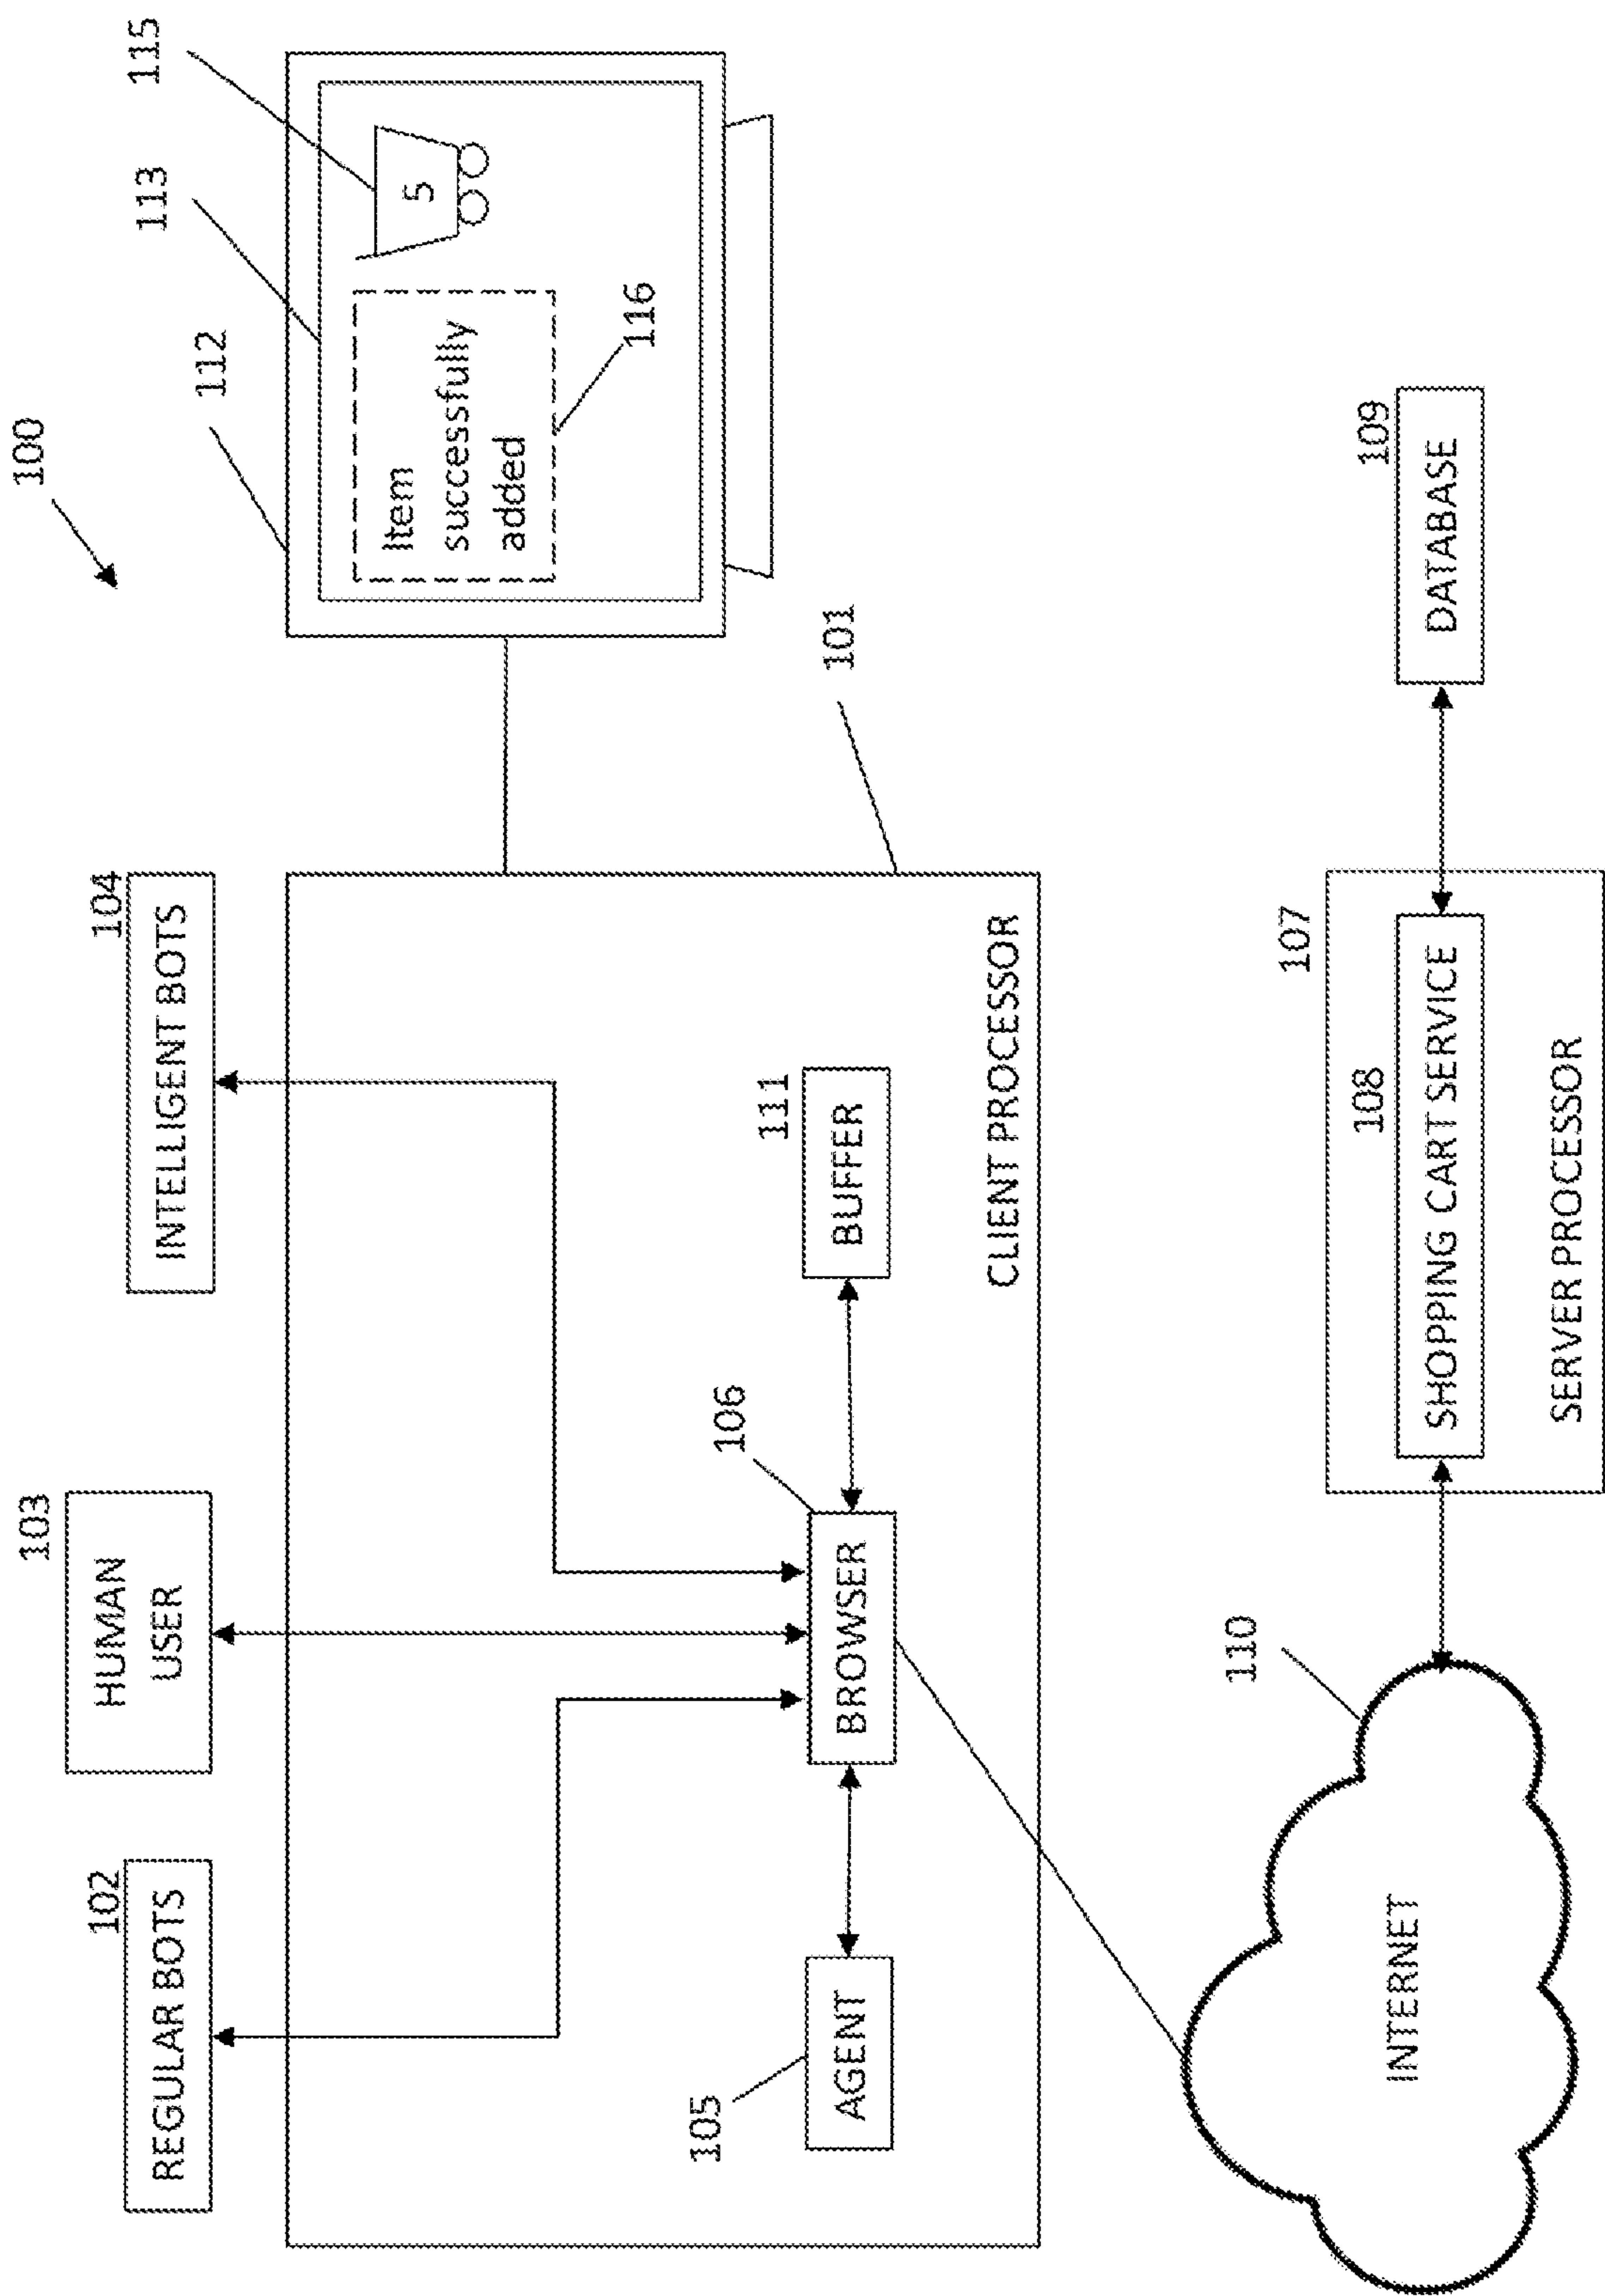 100
102
REGULAR BOTS
103
HUMAN
USER
104
INTELLIGENT BOTS
112
113
115
Item
successfully
added
5
116
105
AGENT
106
BROWSER
111
BUFFER
CLIENT PROCESSOR
101
110
INTERNET
107
108
SHOPPING CART SERVICE
SERVER PROCESSOR
109
DATABASE